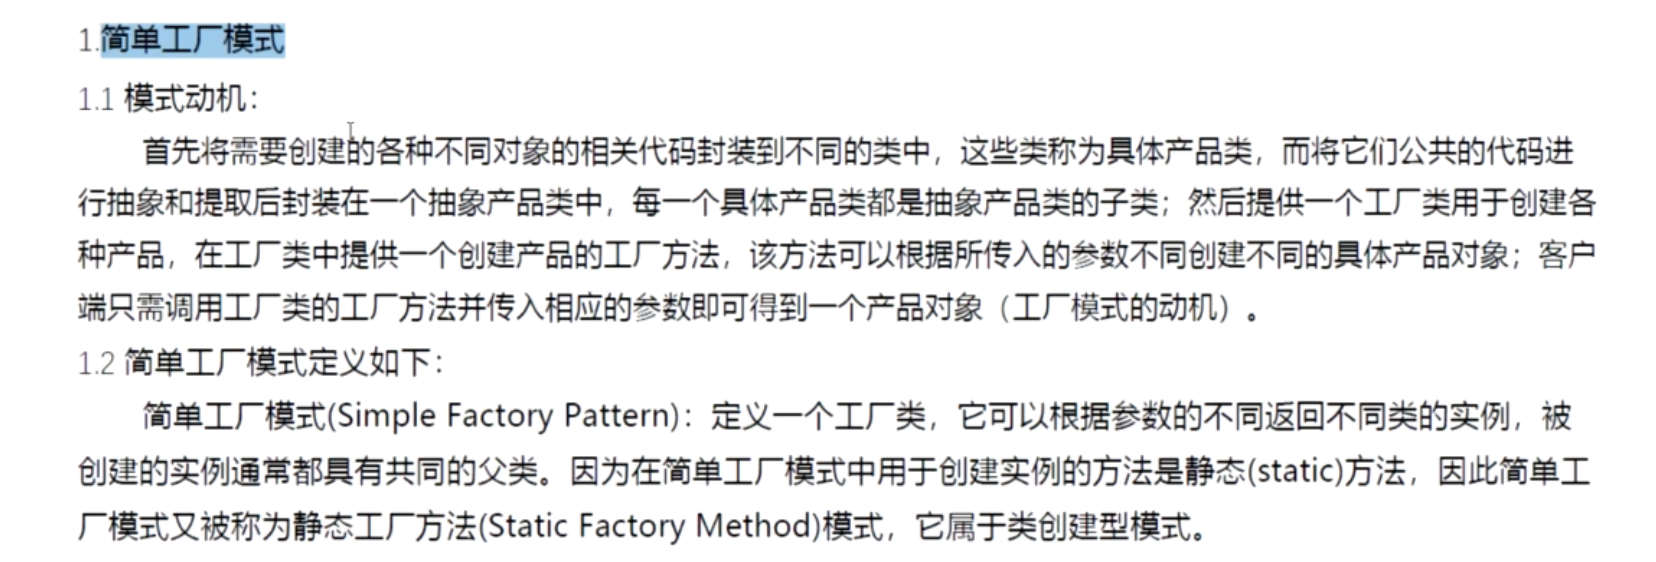 1.简单工厂模式
1.1 模式动机：
首先将需要创建的各种不同对象的相关代码封装到不同的类中，这些类称为具体产品类，而将它们公共的代码进
行抽象和提取后封装在一个抽象产品类中，每一个具体产品类都是抽象产品类的子类；然后提供一个工厂类用于创建各
种产品，在工厂类中提供一个创建产品的工厂方法，该方法可以根据所传入的参数不同创建不同的具体产品对象；客户
端只需调用工厂类的工厂方法并传入相应的参数即可得到一个产品对象（工厂模式的动机）。
1.2 简单工厂模式定义如下：
简单工厂模式(Simple Factory Pattern)：定义一个工厂类，它可以根据参数的不同返回不同类的实例，被
创建的实例通常都具有共同的父类。因为在简单工厂模式中用于创建实例的方法是静态(static)方法，因此简单工
厂模式又被称为静态工厂方法(Static Factory Method)模式，它属于类创建型模式。